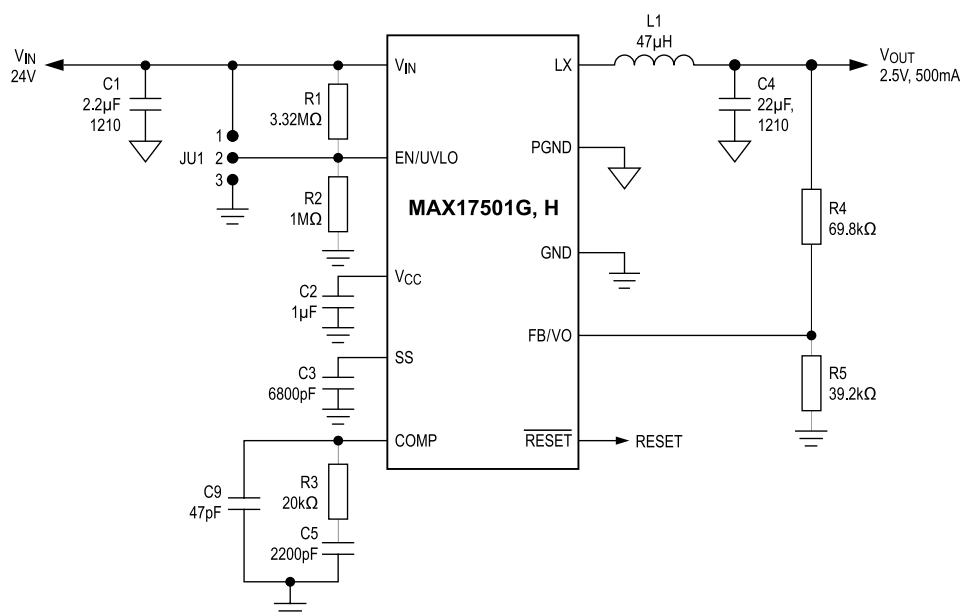 VIN
24V
C1
2.2µF
1210
1
JU1
2
3
R1
3.32MΩ
R2
1MΩ
C2
1µF
C3
6800pF
C9
47pF
R3
20kΩ
C5
2200pF
VIN
EN/UVLO
VCC
SS
COMP
MAX17501G, H
LX
PGND
GND
FB/VO
RESET
RESET
L1
47µH
C4
22µF,
1210
VOUT
2.5V, 500mA
R4
69.8kΩ
R5
39.2kΩ